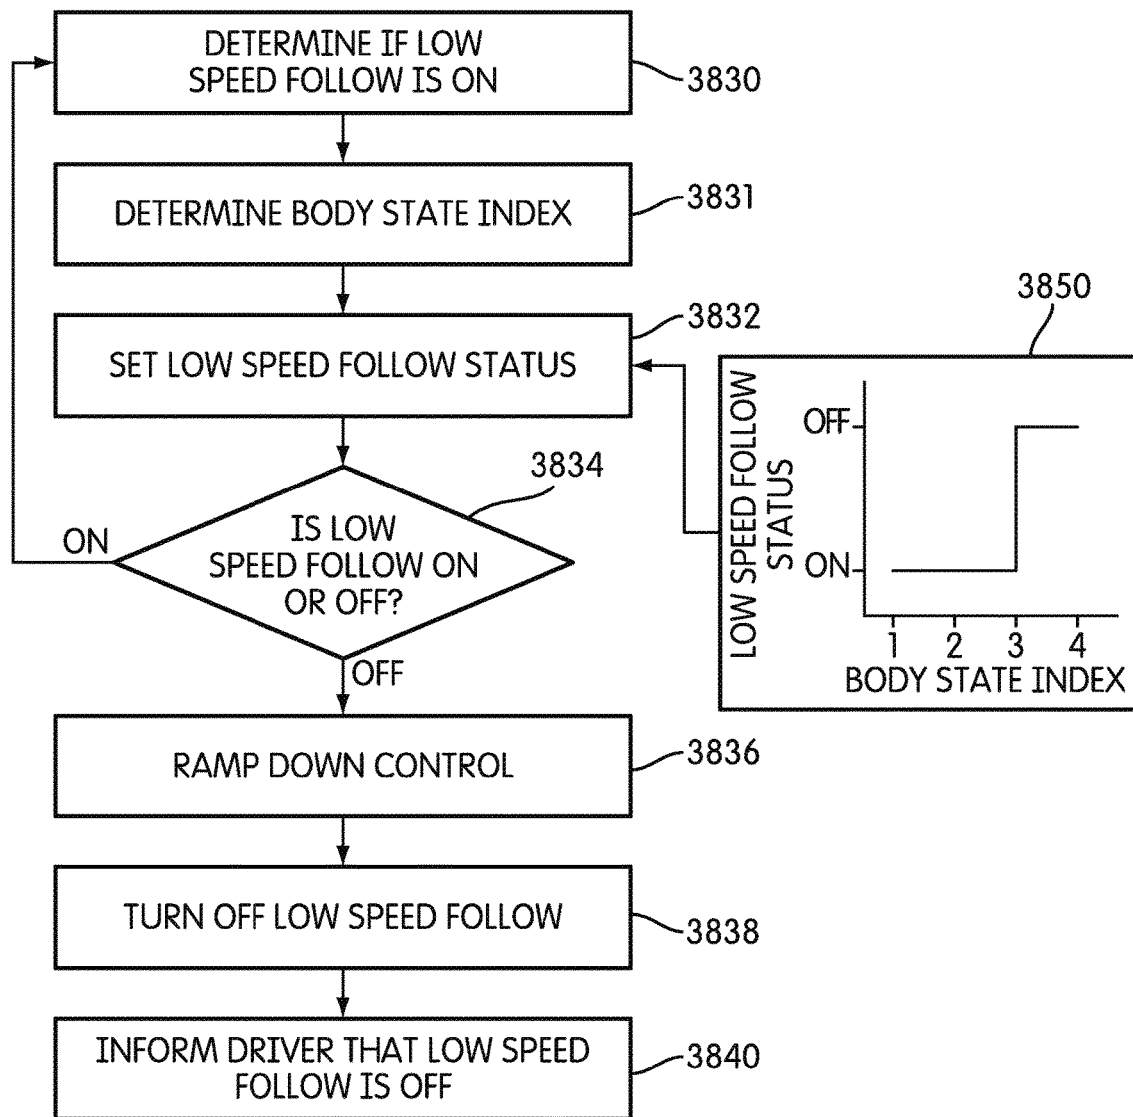 DETERMINE IF LOW
SPEED FOLLOW IS ON
3830
DETERMINE BODY STATE INDEX
3831
SET LOW SPEED FOLLOW STATUS
3832
3850
LOW SPEED FOLLOW
STATUS
OFF
ON
1 2 3 4
BODY STATE INDEX
3834
IS LOW
SPEED FOLLOW ON
OR OFF?
ON
OFF
RAMP DOWN CONTROL
3836
TURN OFF LOW SPEED FOLLOW
3838
INFORM DRIVER THAT LOW SPEED
FOLLOW IS OFF
3840